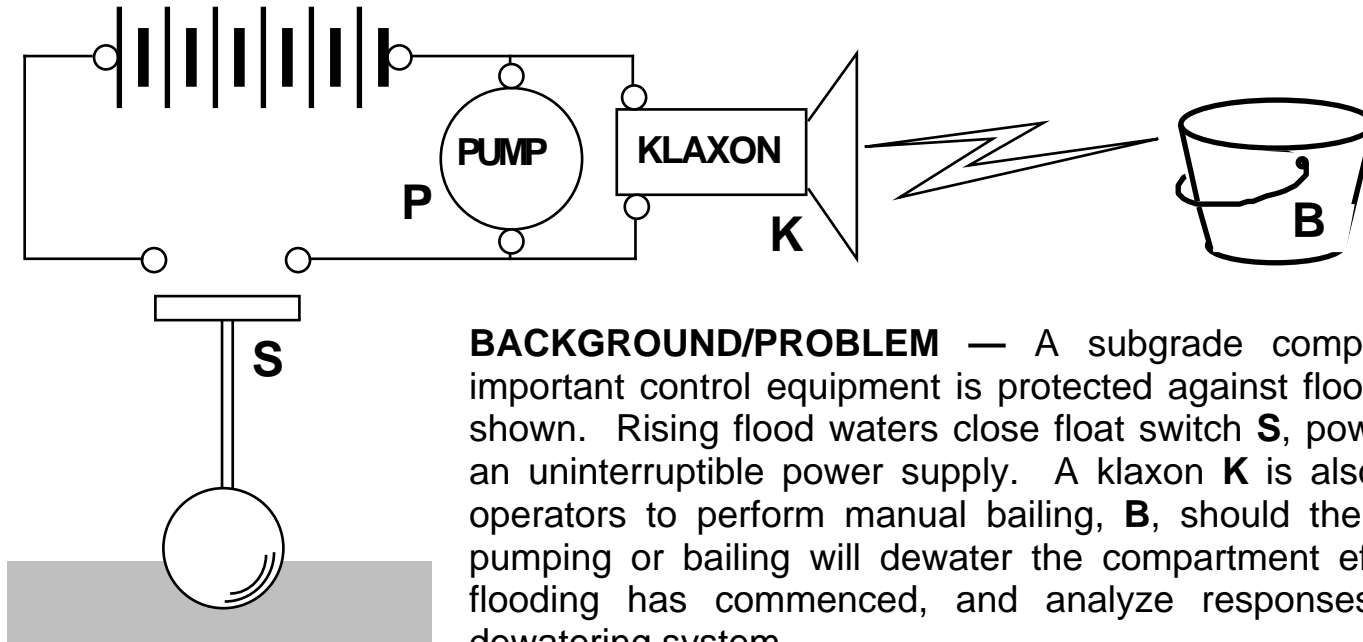 PUMP
KLAXON
P
K
B
S
BACKGROUND/PROBLEM — A subgrade comp
important control equipment is protected against floo
shown. Rising flood waters close float switch S, pow
an uninterruptible power supply. A klaxon K is also
operators to perform manual bailing, B, should the
pumping or bailing will dewater the compartment ef
flooding has commenced, and analyze responses
dewatering system